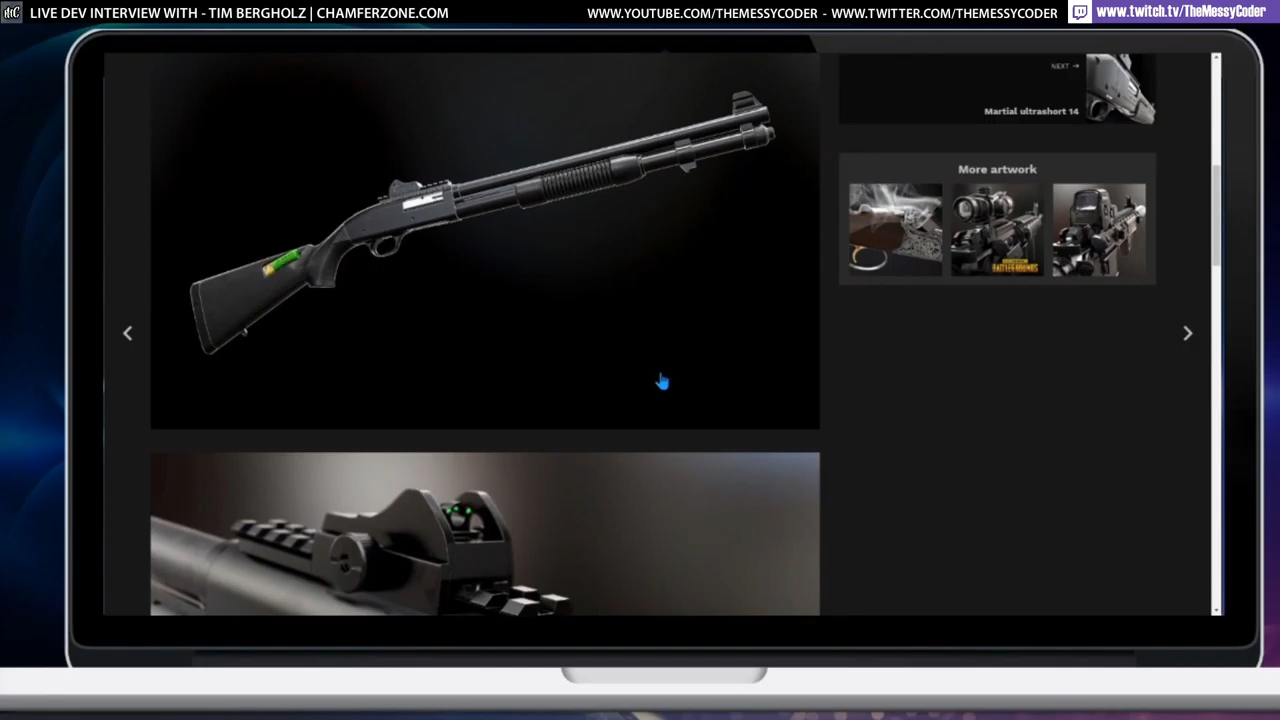 LIVE DEV INTERVIEW WITH - TIM BERGHOLZ | CHAMFERZONE.COM
WWW.YOUTUBE.COM/THEMESSYCODER - WWW.TWITTER.COM/THEMESSYCODER
www.twitch.tv/TheMessyCoder
NEXT →
Martial ultrashort 14
More artwork
BATTLEGROUNDS